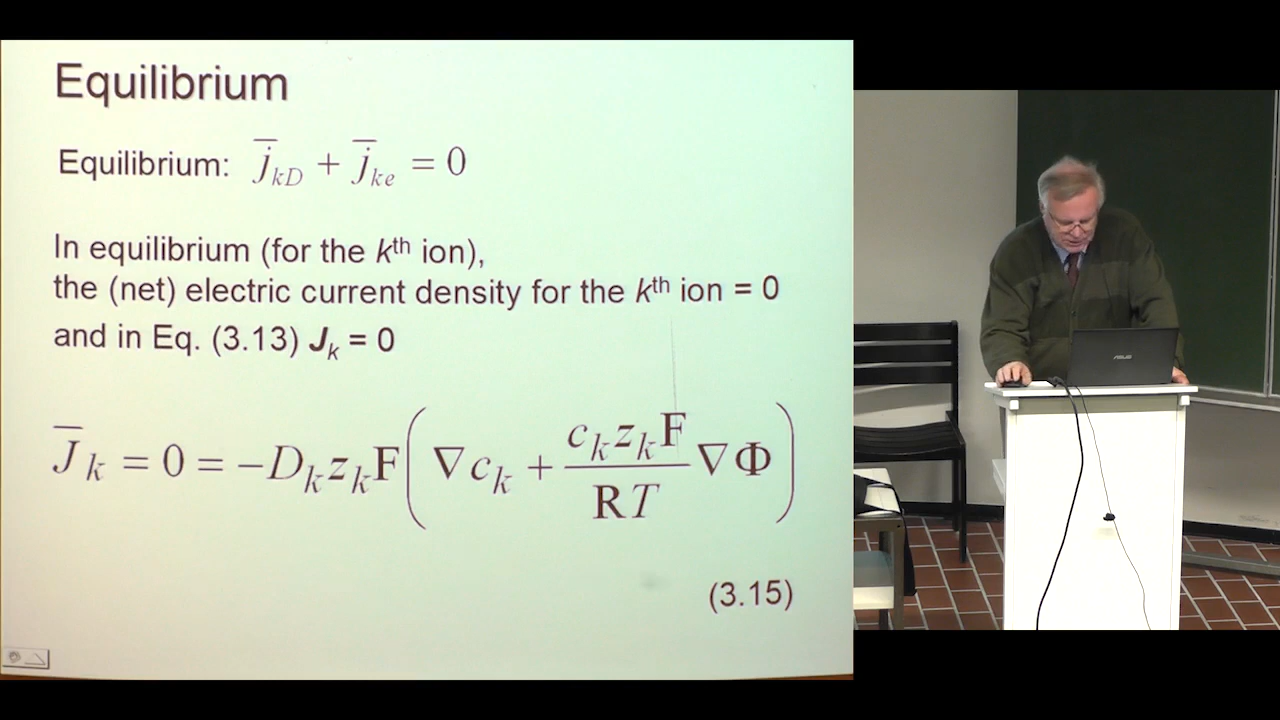 Equilibrium
Equilibrium: j̅_kD + j̅_ke = 0
In equilibrium (for the kᵗʰ ion),
the (net) electric current density for the kᵗʰ ion = 0
and in Eq. (3.13) J_k = 0
J̅_k = 0 = −D_k z_k F ( ∇c_k + (c_k z_k F / R T) ∇Φ )
(3.15)
ASUS